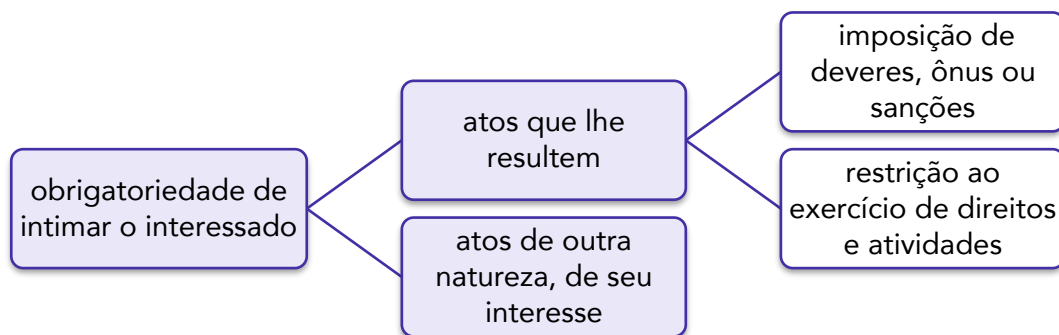 obrigatoriedade de
intimar o interessado
atos que lhe
resultem
imposição de
deveres, ônus ou
sanções
restrição ao
exercício de direitos
e atividades
atos de outra
natureza, de seu
interesse